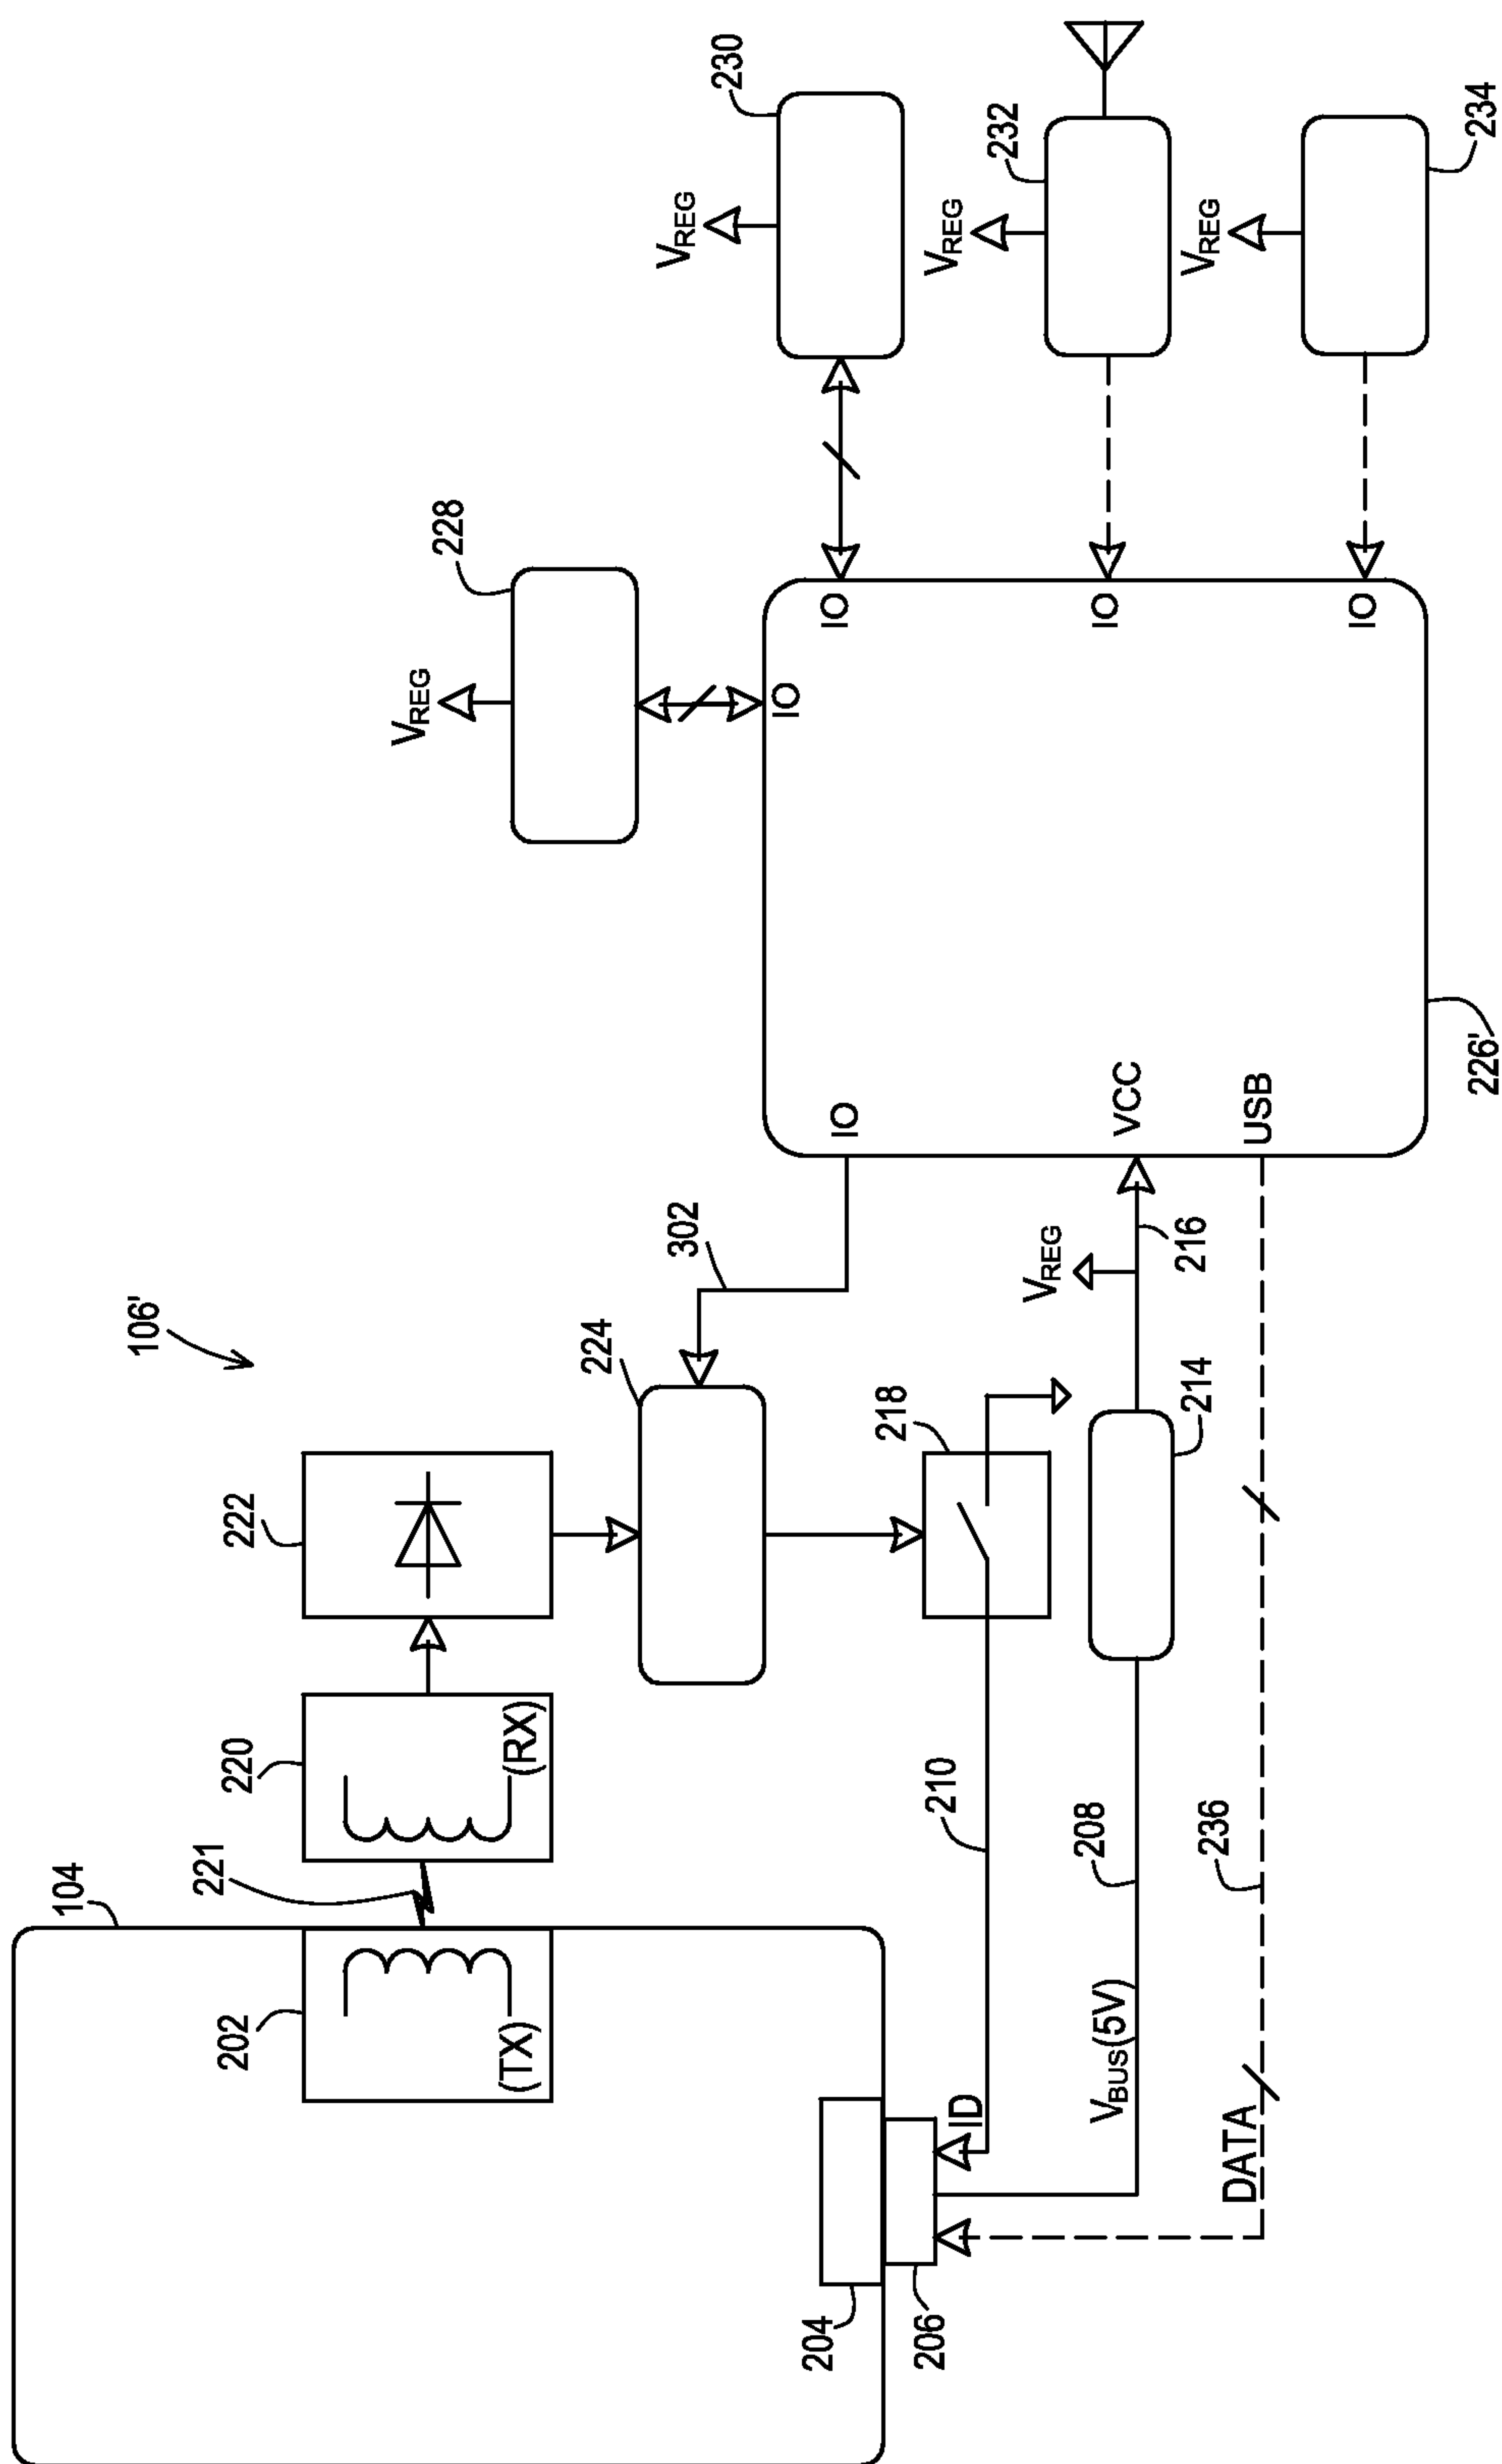 104
202
(TX)
221
220
(RX)
222
106'
224
302
218
204
206
ID
210
VBUS(5V)
208
214
VREG
216
DATA
236
226'
IO
VCC
USB
IO
IO
IO
IO
VREG
228
VREG
230
VREG
232
VREG
234